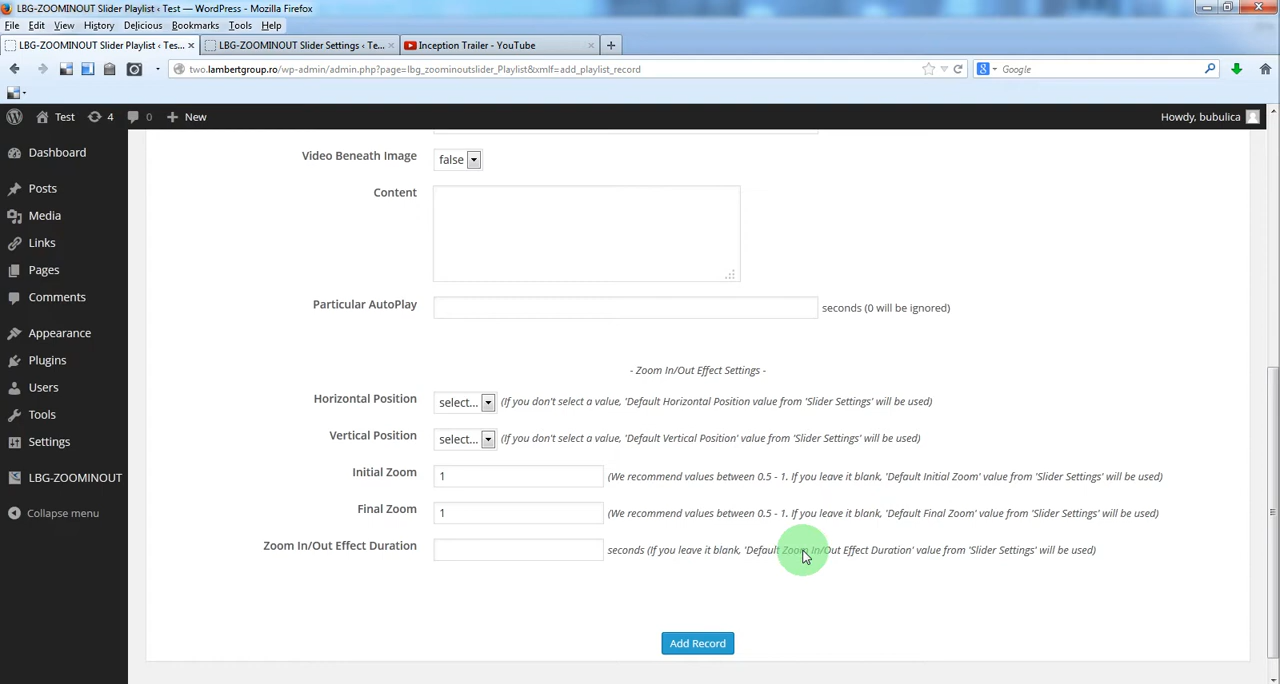 LBG-ZOOMINOUT Slider Playlist ‹ Test — WordPress - Mozilla Firefox
File Edit View History Delicious Bookmarks Tools Help
LBG-ZOOMINOUT Slider Playlist ‹ Tes... × LBG-ZOOMINOUT Slider Settings ‹ Te... × Inception Trailer - YouTube × +
two.lambertgroup.ro/wp-admin/admin.php?page=lbg_zoominoutslider_Playlist&xmlf=add_playlist_record
Google
Test 4 0 + New Howdy, bubulica
Dashboard
Posts
Media
Links
Pages
Comments
Appearance
Plugins
Users
Tools
Settings
LBG-ZOOMINOUT
Collapse menu
Video Beneath Image false
Content
Particular AutoPlay seconds (0 will be ignored)
- Zoom In/Out Effect Settings -
Horizontal Position select... (If you don't select a value, 'Default Horizontal Position value from 'Slider Settings' will be used)
Vertical Position select... (If you don't select a value, 'Default Vertical Position' value from 'Slider Settings' will be used)
Initial Zoom 1 (We recommend values between 0.5 - 1. If you leave it blank, 'Default Initial Zoom' value from 'Slider Settings' will be used)
Final Zoom 1 (We recommend values between 0.5 - 1. If you leave it blank, 'Default Final Zoom' value from 'Slider Settings' will be used)
Zoom In/Out Effect Duration seconds (If you leave it blank, 'Default Zoom In/Out Effect Duration' value from 'Slider Settings' will be used)
Add Record